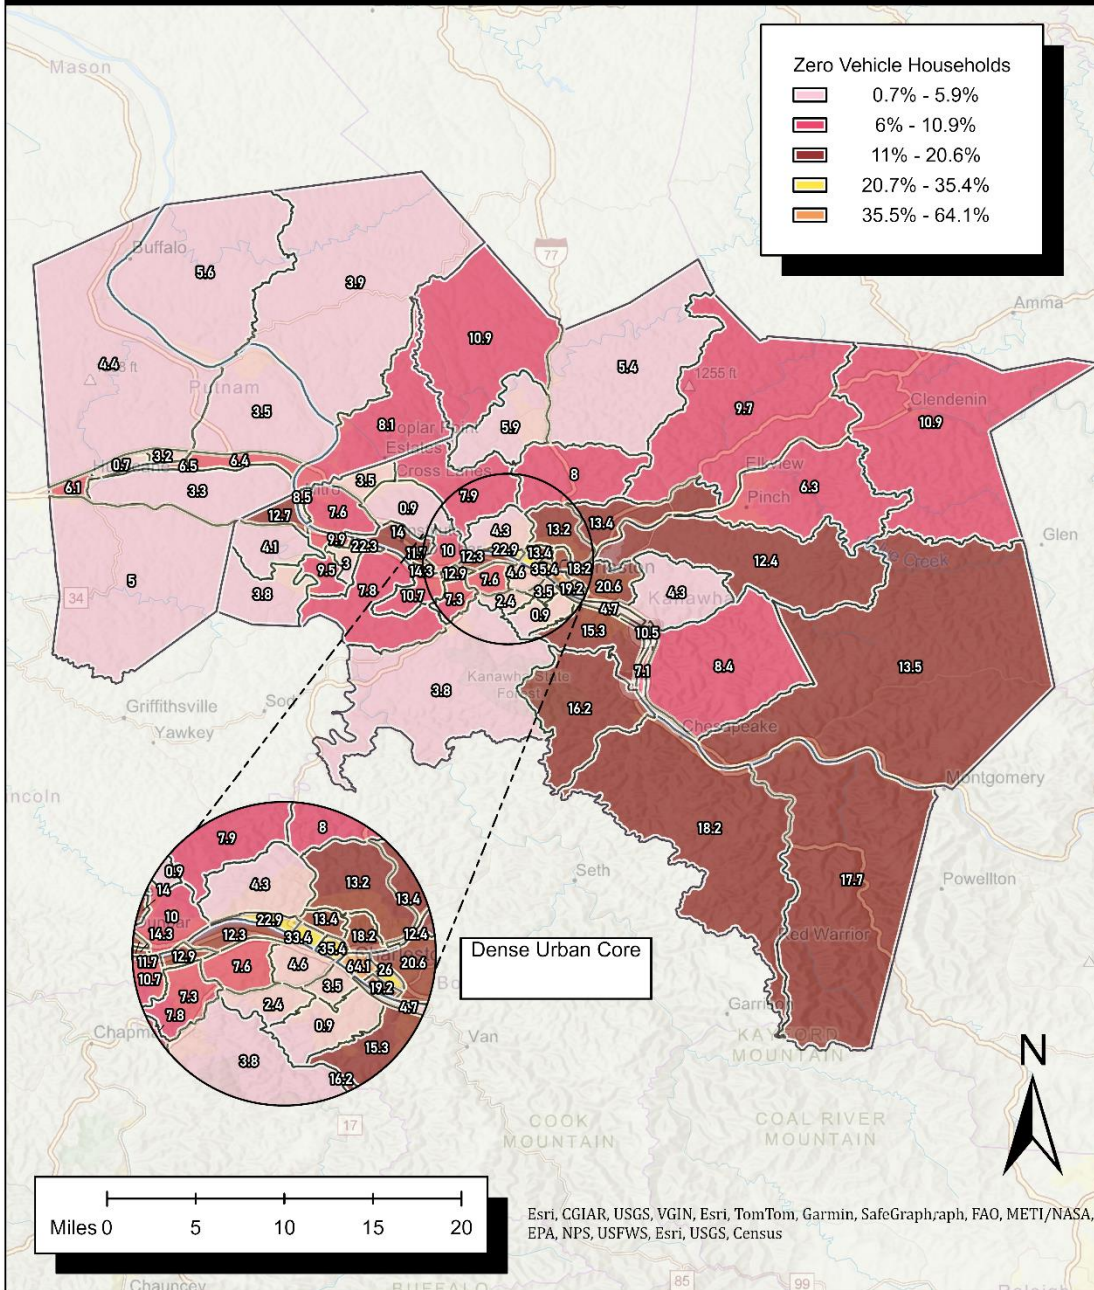 Mason
Zero Vehicle Households
0.7% - 5.9%
6% - 10.9%
11% - 20.6%
20.7% - 35.4%
35.5% - 64.1%
77
Buffalo
5.6
3.9
Amma
10.9
4.4
5.4
1255 ft
Putnam
9.7
Clendenin
3.5
10.9
8.1
5.9
Estates
Cross Lanes
3.2
0.7
6.5
6.4
8
Elkview
6.1
3.3
3.5
6.3
Pinch
8.5
7.9
12.7
7.6
0.9
13.4
4.3
13.2
14
Glen
9.9
22.3
10
22.9
13.4
12.4
Creek
4.1
3
12.3
35.4
18.2
9.5
14.3
12.9
7.6
4.6
20.6
4.3
Kanawha
5
34
3.8
7.8
10.7
7.3
3.5
19.2
2.4
0.9
4.7
15.3
10.5
8.4
13.5
7.1
3.8
Kanawha State
Forest
16.2
Griffithsville
Sod
Yawkey
Chesapeake
Montgomery
incoln
18.2
17.7
Seth
Powellton
Red Warrior
7.9
8
0.9
14
4.3
13.2
13.4
10
22.9
13.4
14.3
12.3
33.4
18.2
12.4
11.7
12.9
35.4
20.6
10.7
7.6
4.6
64.1
26
7.3
3.5
19.2
7.8
2.4
4.7
0.9
15.3
3.8
16.2
Dense Urban Core
Van
KAYFORD
MOUNTAIN
N
17
COOK
MOUNTAIN
COAL RIVER
MOUNTAIN
Miles 0 5 10 15 20
Esri, CGIAR, USGS, VGIN, Esri, TomTom, Garmin, SafeGraph,raph, FAO, METI/NASA,
EPA, NPS, USFWS, Esri, USGS, Census
Chauncey
BUFFALO
85
99